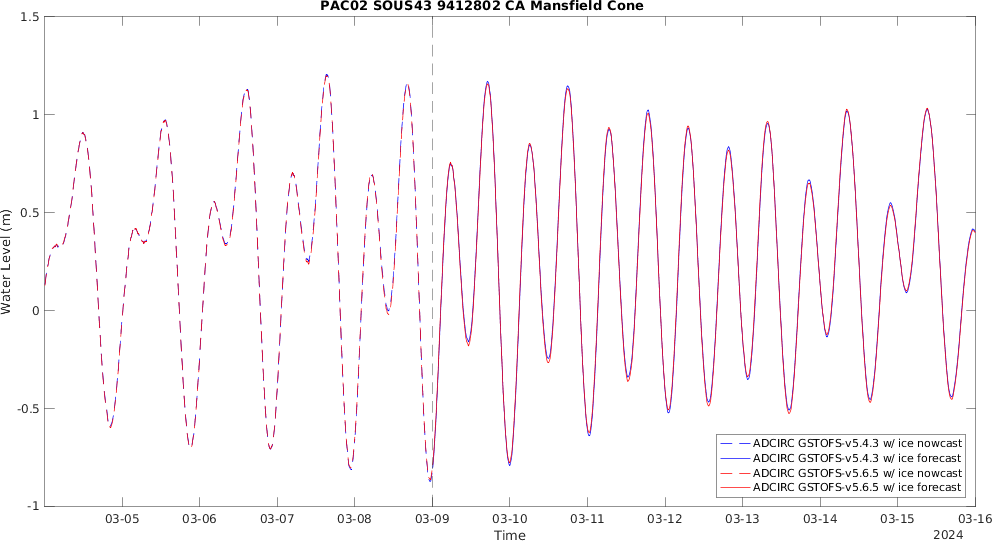 PAC02 SOUS43 9412802 CA Mansfield Cone
1.5
1
0.5
0
-0.5
-1
Water Level (m)
03-05 03-06 03-07 03-08 03-09 03-10 03-11 03-12 03-13 03-14 03-15 03-16
Time
2024
ADCIRC GSTOFS-v5.4.3 w/ ice nowcast
ADCIRC GSTOFS-v5.4.3 w/ ice forecast
ADCIRC GSTOFS-v5.6.5 w/ ice nowcast
ADCIRC GSTOFS-v5.6.5 w/ ice forecast